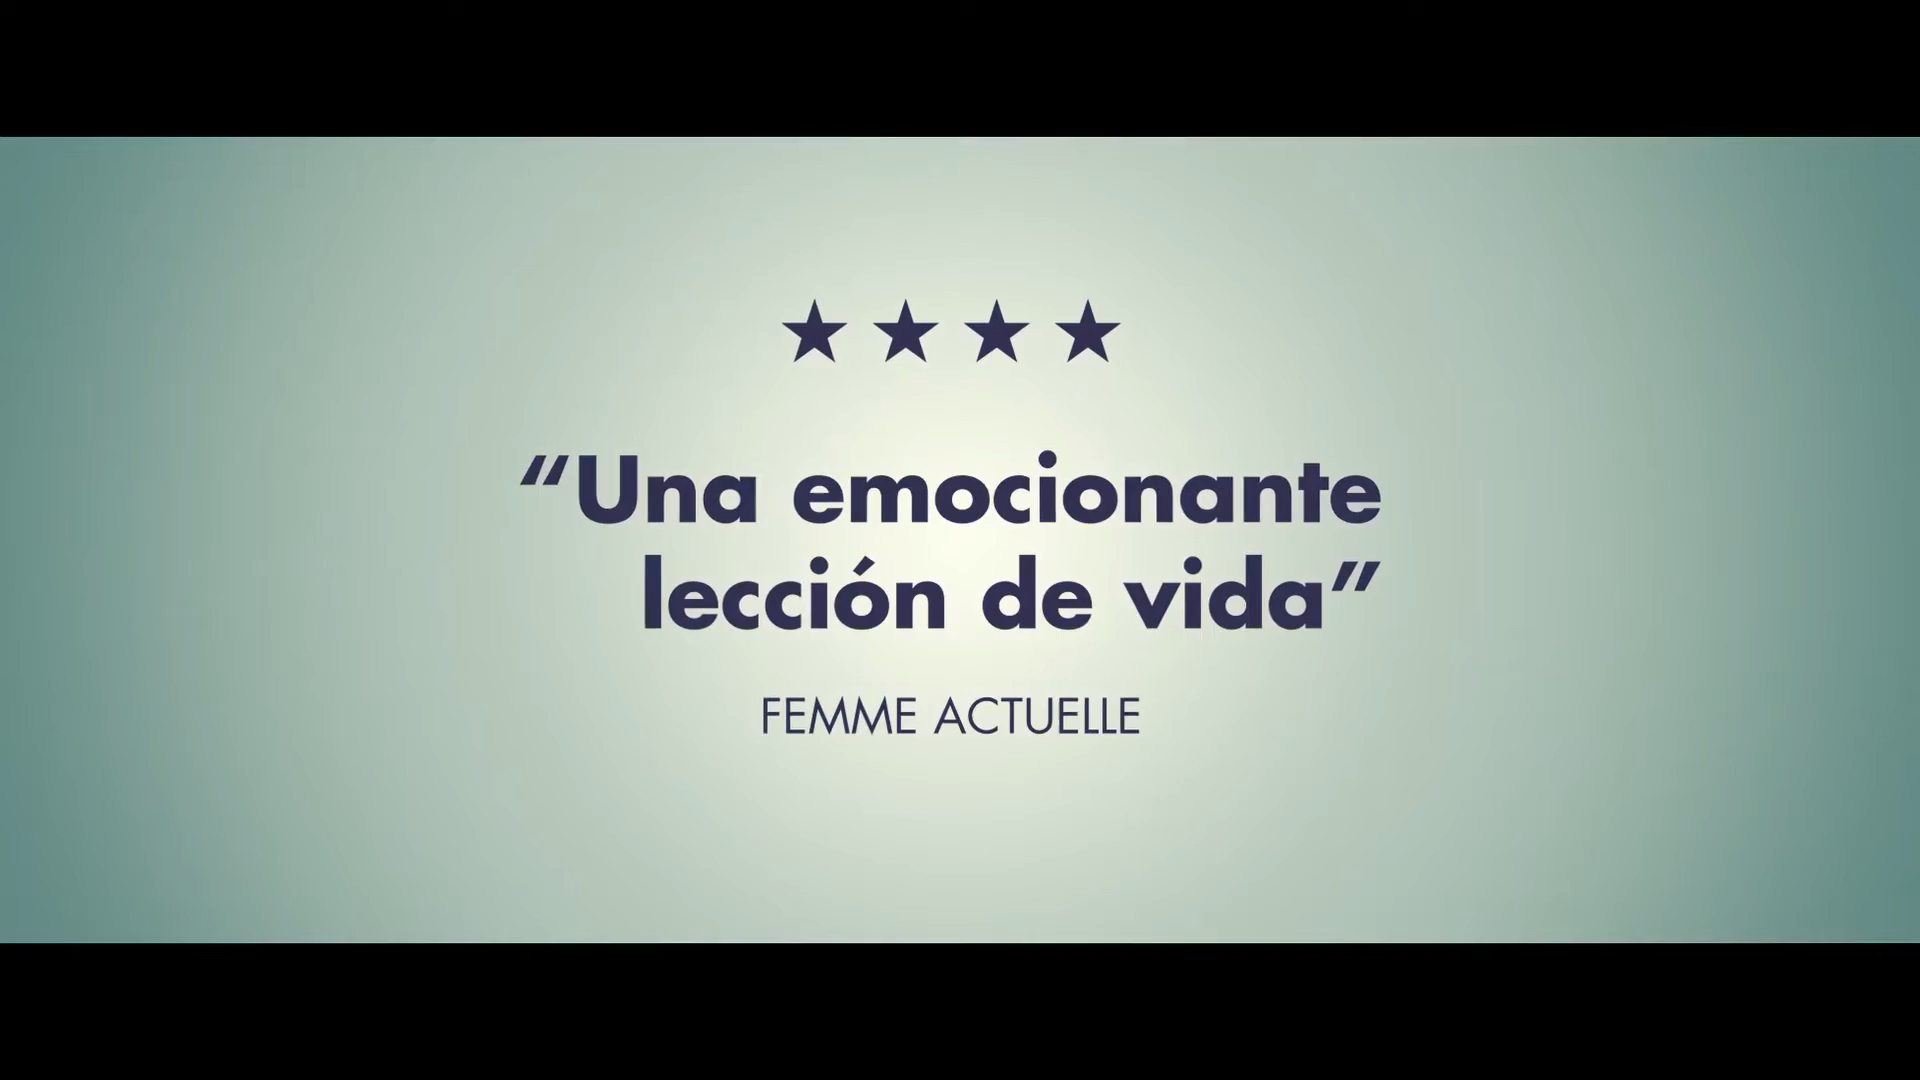 ★ ★ ★ ★
“Una emocionante
lección de vida”
FEMME ACTUELLE